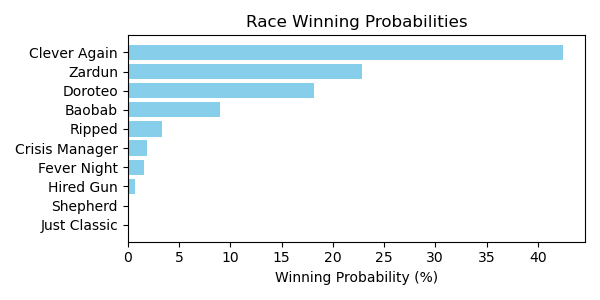 Race Winning Probabilities
Clever Again
Zardun
Doroteo
Baobab
Ripped
Crisis Manager
Fever Night
Hired Gun
Shepherd
Just Classic
0 5 10 15 20 25 30 35 40
Winning Probability (%)